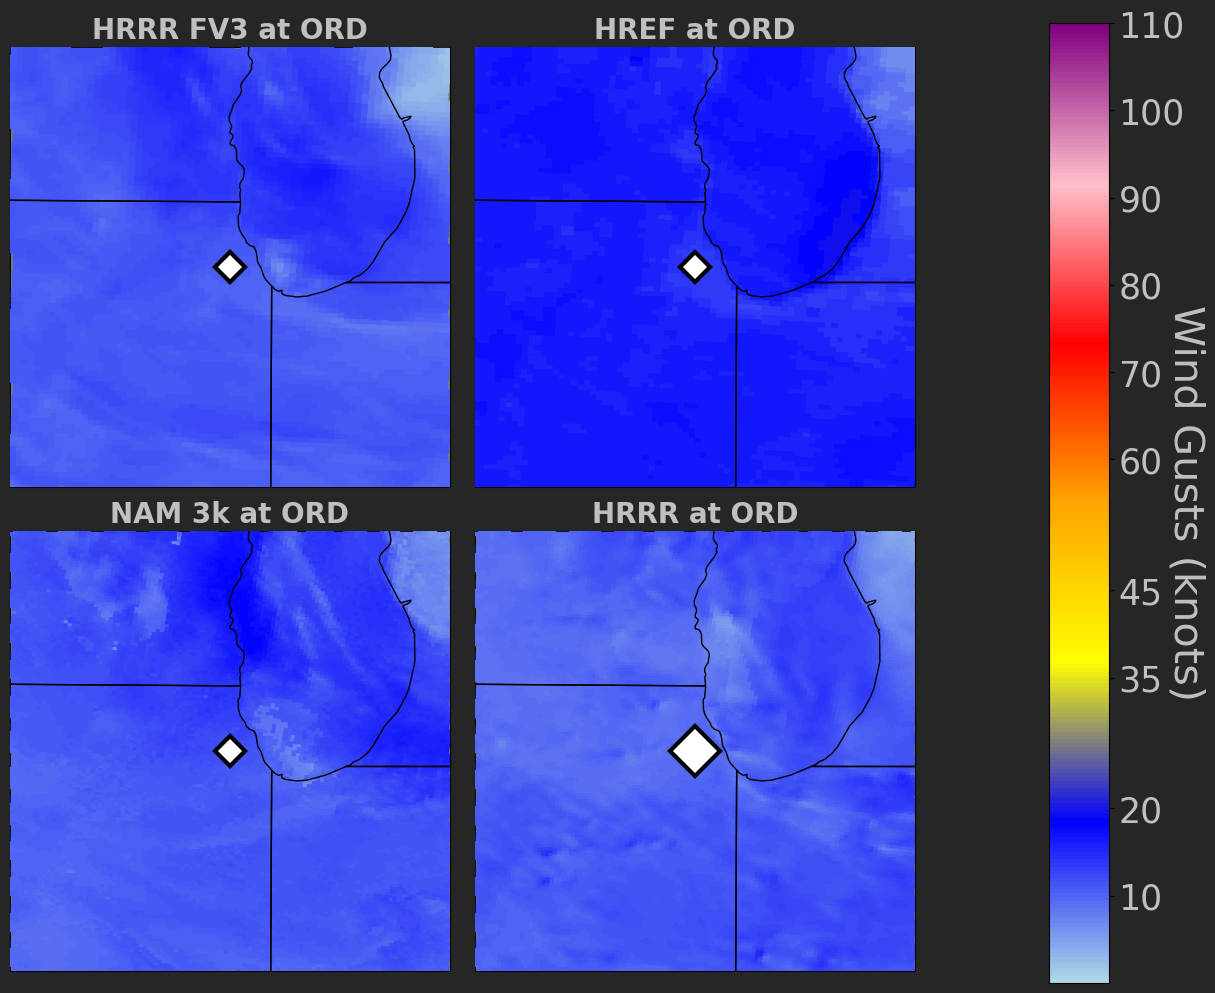 HRRR FV3 at ORD
HREF at ORD
NAM 3k at ORD
HRRR at ORD
110
100
90
80
70
60
45
35
20
10
Wind Gusts (knots)